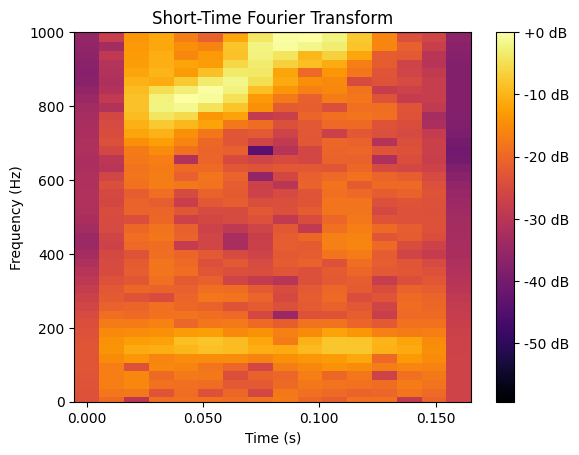 Short-Time Fourier Transform
1000
800
600
400
200
0
Frequency (Hz)
0.000
0.050
0.100
0.150
Time (s)
+0 dB
-10 dB
-20 dB
-30 dB
-40 dB
-50 dB